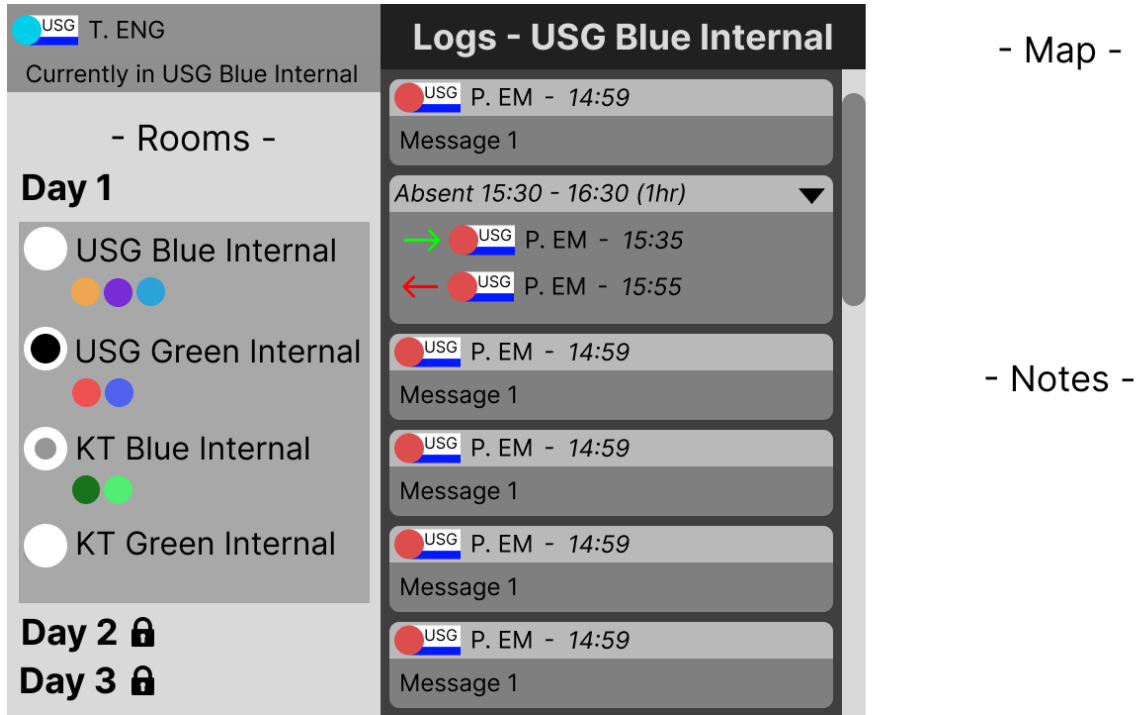 USG T. ENG
Currently in USG Blue Internal
- Rooms -
Day 1
USG Blue Internal
USG Green Internal
KT Blue Internal
KT Green Internal
Day 2
Day 3
Logs - USG Blue Internal
USG P. EM - 14:59
Message 1
Absent 15:30 - 16:30 (1hr)
→ USG P. EM - 15:35
← USG P. EM - 15:55
USG P. EM - 14:59
Message 1
USG P. EM - 14:59
Message 1
USG P. EM - 14:59
Message 1
USG P. EM - 14:59
Message 1
- Map -
- Notes -